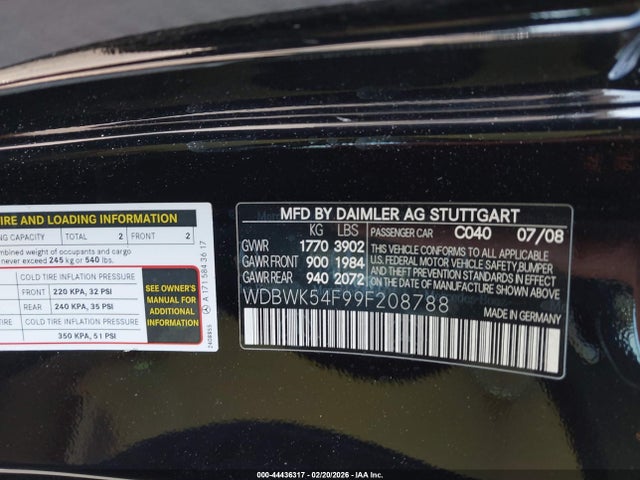 TIRE AND LOADING INFORMATION
NG CAPACITY TOTAL 2 FRONT 2
mbined weight of occupants and cargo
never exceed 245 kg or 540 lbs.
COLD TIRE INFLATION PRESSURE
FRONT 220 KPA, 32 PSI
REAR 240 KPA, 35 PSI
COLD TIRE INFLATION PRESSURE
350 KPA, 51 PSI
SEE OWNER'S
MANUAL FOR
ADDITIONAL
INFORMATION
A 171 584 36 17
MFD BY DAIMLER AG STUTTGART
KG LBS PASSENGER CAR C040 07/08
GVWR 1770 3902
GAWR FRONT 900 1984
GAWR REAR 940 2072
THIS VEHICLE CONFORMS TO ALL APPLICABLE
U.S. FEDERAL MOTOR VEHICLE SAFETY, BUMPER
AND THEFT PREVENTION STANDARDS IN EFFECT
ON THE DATE OF MANUFACTURE SHOWN ABOVE.
WDBWK54F99F208788
MADE IN GERMANY
000-44436317 - 02/20/2026 - IAA Inc.